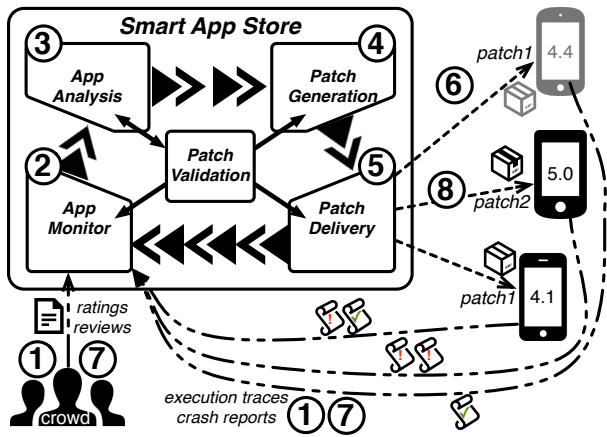 Smart App Store
3
App
Analysis
4
Patch
Generation
patch1
4.4
6
2
Patch
Validation
5
App
Monitor
Patch
Delivery
8
5.0
patch2
patch1
4.1
ratings
reviews
! ✓
! !
1 7
crowd
execution traces
crash reports
1 7
✓